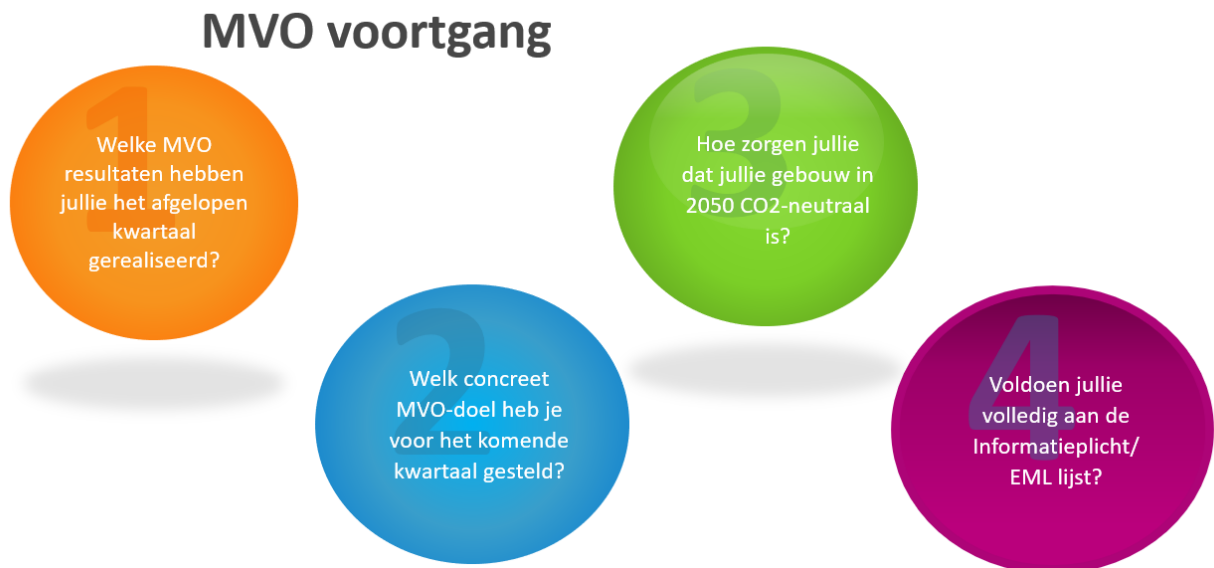 MVO voortgang
1
Welke MVO
resultaten hebben
jullie het afgelopen
kwartaal
gerealiseerd?
2
Welk concreet
MVO-doel heb je
voor het komende
kwartaal gesteld?
3
Hoe zorgen jullie
dat jullie gebouw in
2050 CO2-neutraal
is?
4
Voldoen jullie
volledig aan de
Informatieplicht/
EML lijst?